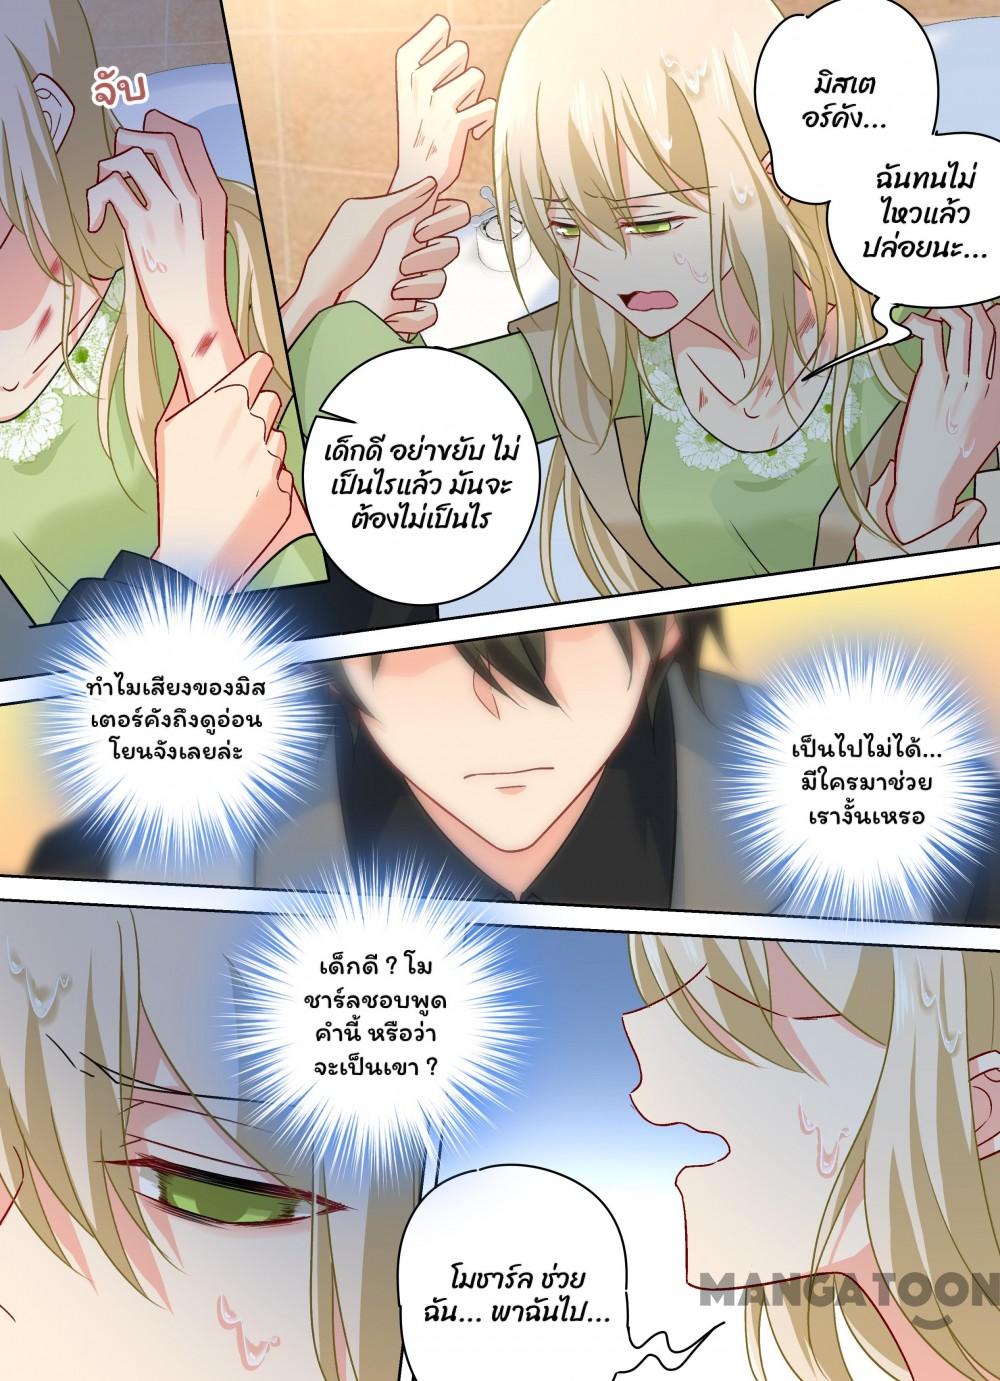 จับ
มิสเต
อร์คัง...
ฉันทนไม่
ไหวแล้ว
ปล่อยนะ...
เด็กดี อย่าขยับ ไม่
เป็นไรแล้ว มันจะ
ต้องไม่เป็นไร
ทำไมเสียงของมิส
เตอร์คังถึงดูอ่อน
โยนจังเลยล่ะ
เป็นไปไม่ได้...
มีใครมาช่วย
เรางั้นเหรอ
เด็กดี ? โม
ชาร์ลชอบพูด
คำนี้ หรือว่า
จะเป็นเขา ?
โมชาร์ล ช่วย
ฉัน... พาฉันไป...
MANGATOON